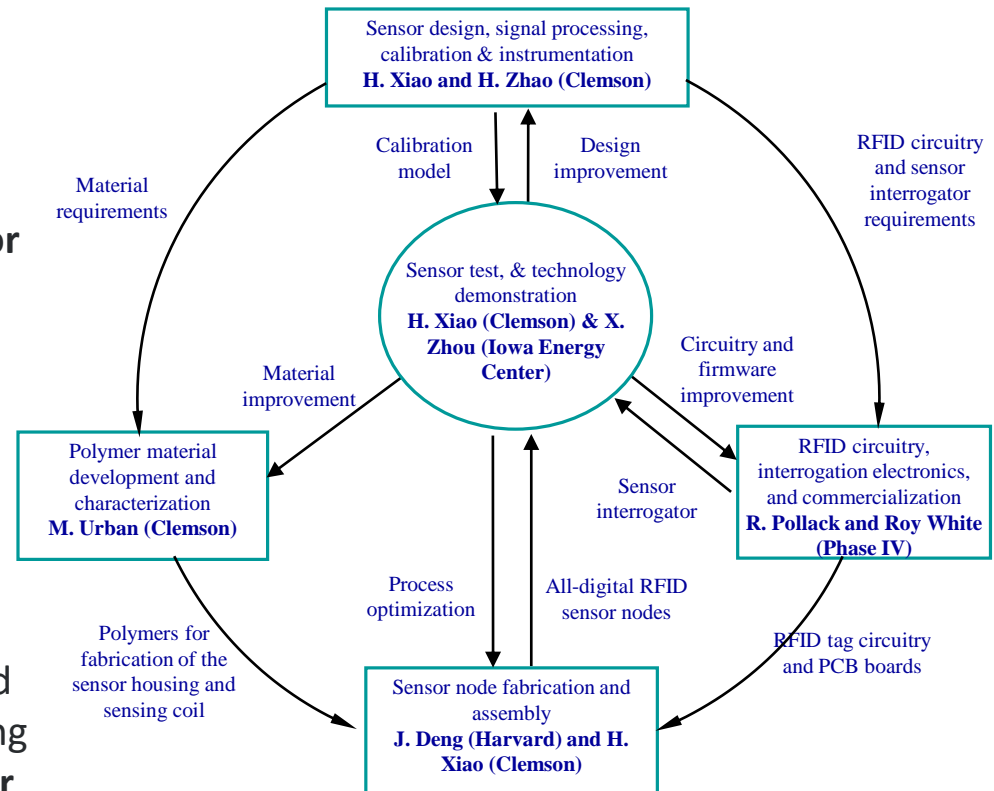 Sensor design, signal processing,
calibration & instrumentation
H. Xiao and H. Zhao (Clemson)
Calibration
model
Design
improvement
RFID circuitry
and sensor
interrogator
requirements
Material
requirements
or
Sensor test, & technology
demonstration
H. Xiao (Clemson) & X.
Zhou (Iowa Energy
Center)
Material
improvement
Circuitry and
firmware
improvement
Polymer material
development and
characterization
M. Urban (Clemson)
Sensor
interrogator
RFID circuitry,
interrogation electronics,
and commercialization
R. Pollack and Roy White
(Phase IV)
Process
optimization
All-digital RFID
sensor nodes
Polymers for
fabrication of the
sensor housing and
sensing coil
RFID tag circuitry
and PCB boards
d
ng
r
Sensor node fabrication and
assembly
J. Deng (Harvard) and H.
Xiao (Clemson)